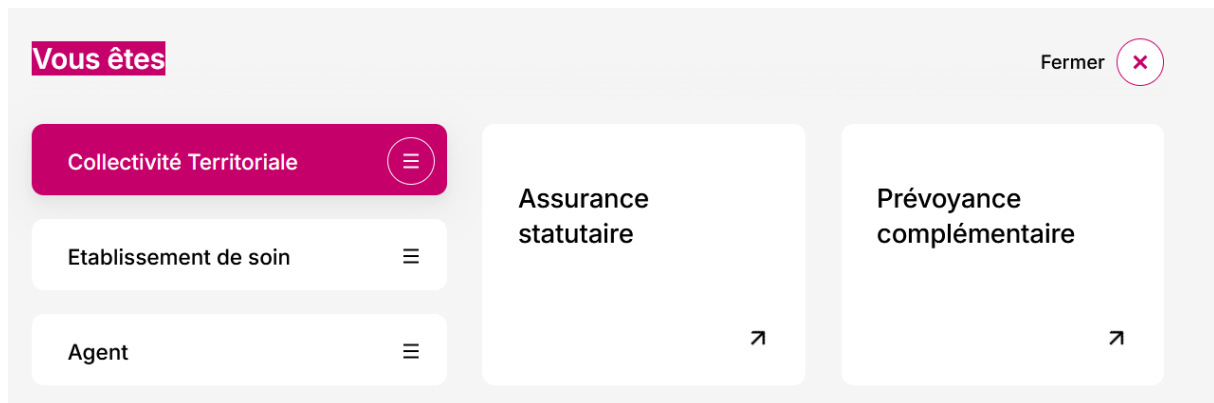 Vous êtes
Fermer
Collectivité Territoriale
Etablissement de soin
Agent
Assurance
statutaire
Prévoyance
complémentaire